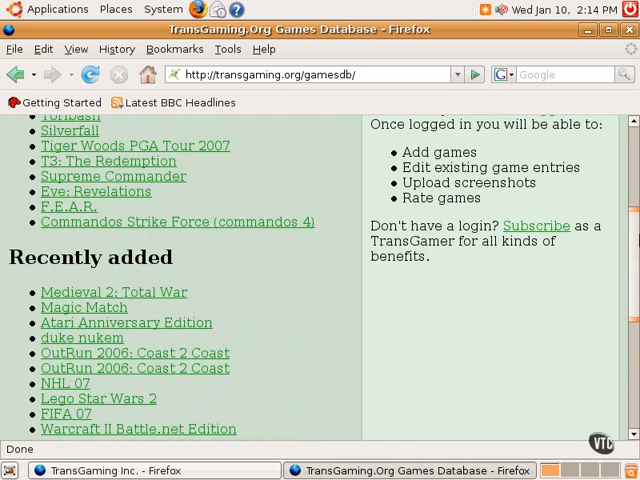 Applications Places System Wed Jan 10, 2:14 PM
TransGaming.Org Games Database - Firefox
File Edit View History Bookmarks Tools Help
http://transgaming.org/gamesdb/ Google
Getting Started Latest BBC Headlines
Toribash
Silverfall
Tiger Woods PGA Tour 2007
T3: The Redemption
Supreme Commander
Eve: Revelations
F.E.A.R.
Commandos Strike Force (commandos 4)
Recently added
Medieval 2: Total War
Magic Match
Atari Anniversary Edition
duke nukem
OutRun 2006: Coast 2 Coast
OutRun 2006: Coast 2 Coast
NHL 07
Lego Star Wars 2
FIFA 07
Warcraft II Battle.net Edition
Once logged in you will be able to:
Add games
Edit existing game entries
Upload screenshots
Rate games
Don't have a login? Subscribe as a
TransGamer for all kinds of
benefits.
VTC
Done
TransGaming Inc. - Firefox
TransGaming.Org Games Database - Firefox